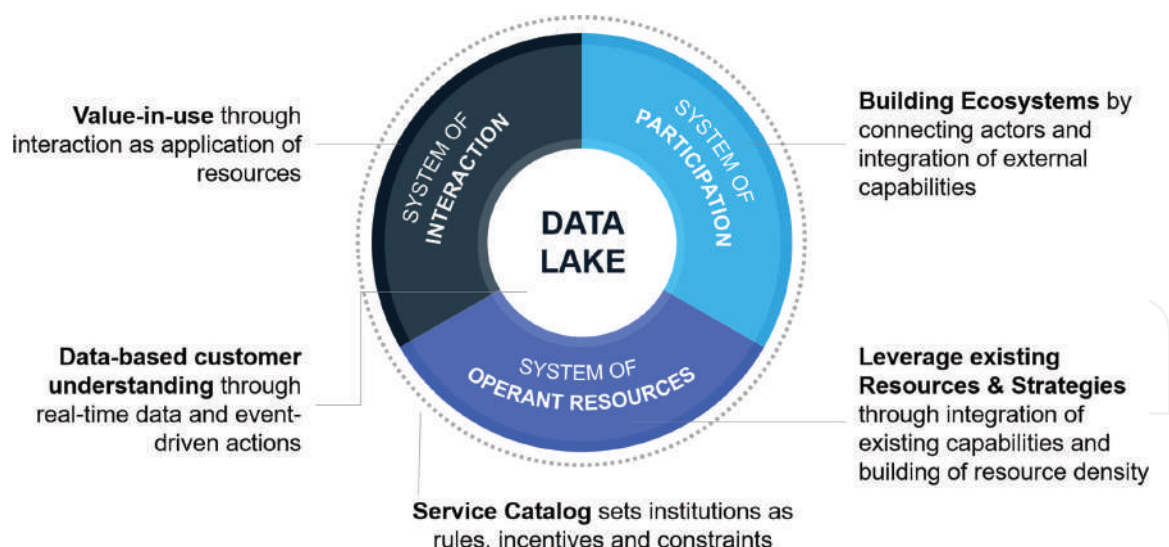 Value-in-use through
interaction as application of
resources
Data-based customer
understanding through
real-time data and event-
driven actions
SYSTEM OF
INTERACTION
SYSTEM OF
PARTICIPATION
DATA
LAKE
SYSTEM OF
OPERANT RESOURCES
Building Ecosystems by
connecting actors and
integration of external
capabilities
Leverage existing
Resources & Strategies
through integration of
existing capabilities and
building of resource density
Service Catalog sets institutions as
rules, incentives and constraints